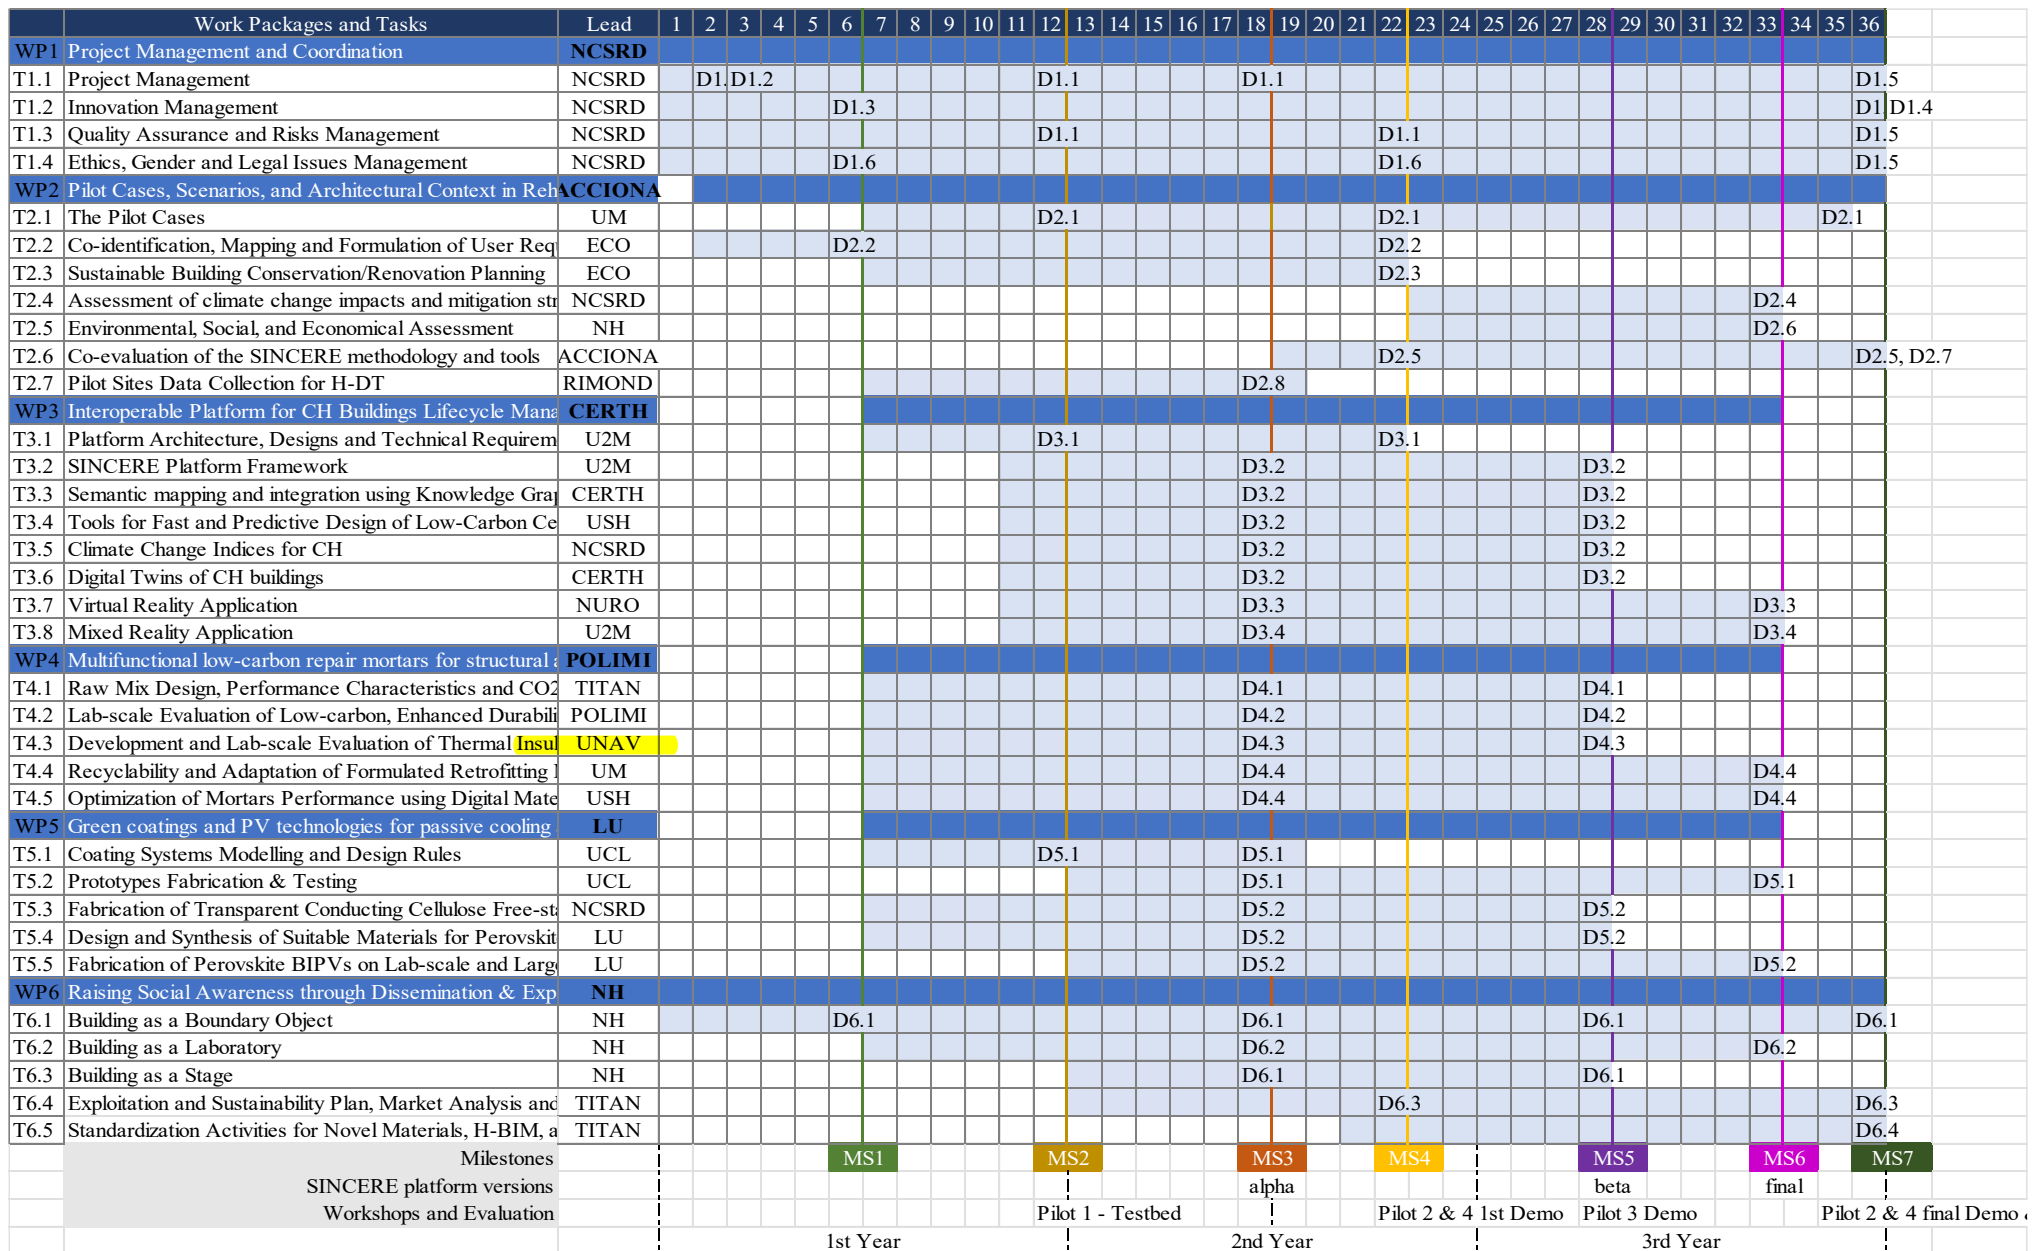 Work Packages and Tasks Lead 1 2 3 4 5 6 7 8 9 10 11 12 13 14 15 16 17 18 19 20 21 22 23 24 25 26 27 28 29 30 31 32 33 34 35 36
WP1 Project Management and Coordination NCSRD
T1.1 Project Management NCSRD D1. D1.2 D1.1 D1.1 D1.5
T1.2 Innovation Management NCSRD D1.3 D1. D1.4
T1.3 Quality Assurance and Risks Management NCSRD D1.1 D1.1 D1.5
T1.4 Ethics, Gender and Legal Issues Management NCSRD D1.6 D1.6 D1.5
WP2 Pilot Cases, Scenarios, and Architectural Context in Reh ACCIONA
T2.1 The Pilot Cases UM D2.1 D2.1 D2.1
T2.2 Co-identification, Mapping and Formulation of User Req ECO D2.2 D2.2
T2.3 Sustainable Building Conservation/Renovation Planning ECO D2.3
T2.4 Assessment of climate change impacts and mitigation str NCSRD D2.4
T2.5 Environmental, Social, and Economical Assessment NH D2.6
T2.6 Co-evaluation of the SINCERE methodology and tools ACCIONA D2.5 D2.5, D2.7
T2.7 Pilot Sites Data Collection for H-DT RIMOND D2.8
WP3 Interoperable Platform for CH Buildings Lifecycle Mana CERTH
T3.1 Platform Architecture, Designs and Technical Requirem U2M D3.1 D3.1
T3.2 SINCERE Platform Framework U2M D3.2 D3.2
T3.3 Semantic mapping and integration using Knowledge Grap CERTH D3.2 D3.2
T3.4 Tools for Fast and Predictive Design of Low-Carbon Ce USH D3.2 D3.2
T3.5 Climate Change Indices for CH NCSRD D3.2 D3.2
T3.6 Digital Twins of CH buildings CERTH D3.2 D3.2
T3.7 Virtual Reality Application NURO D3.3 D3.3
T3.8 Mixed Reality Application U2M D3.4 D3.4
WP4 Multifunctional low-carbon repair mortars for structural a POLIMI
T4.1 Raw Mix Design, Performance Characteristics and CO2 TITAN D4.1 D4.1
T4.2 Lab-scale Evaluation of Low-carbon, Enhanced Durabili POLIMI D4.2 D4.2
T4.3 Development and Lab-scale Evaluation of Thermal Insul UNAV D4.3 D4.3
T4.4 Recyclability and Adaptation of Formulated Retrofitting UM D4.4 D4.4
T4.5 Optimization of Mortars Performance using Digital Mate USH D4.4 D4.4
WP5 Green coatings and PV technologies for passive cooling LU
T5.1 Coating Systems Modelling and Design Rules UCL D5.1 D5.1
T5.2 Prototypes Fabrication & Testing UCL D5.1 D5.1
T5.3 Fabrication of Transparent Conducting Cellulose Free-sta NCSRD D5.2 D5.2
T5.4 Design and Synthesis of Suitable Materials for Perovskit LU D5.2 D5.2
T5.5 Fabrication of Perovskite BIPVs on Lab-scale and Larg LU D5.2 D5.2
WP6 Raising Social Awareness through Dissemination & Exp NH
T6.1 Building as a Boundary Object NH D6.1 D6.1 D6.1 D6.1
T6.2 Building as a Laboratory NH D6.2 D6.2
T6.3 Building as a Stage NH D6.1 D6.1
T6.4 Exploitation and Sustainability Plan, Market Analysis and TITAN D6.3 D6.3
T6.5 Standardization Activities for Novel Materials, H-BIM, a TITAN D6.4
Milestones MS1 MS2 MS3 MS4 MS5 MS6 MS7
SINCERE platform versions alpha beta final
Workshops and Evaluation Pilot 1 - Testbed Pilot 2 & 4 1st Demo Pilot 3 Demo Pilot 2 & 4 final Demo
1st Year 2nd Year 3rd Year